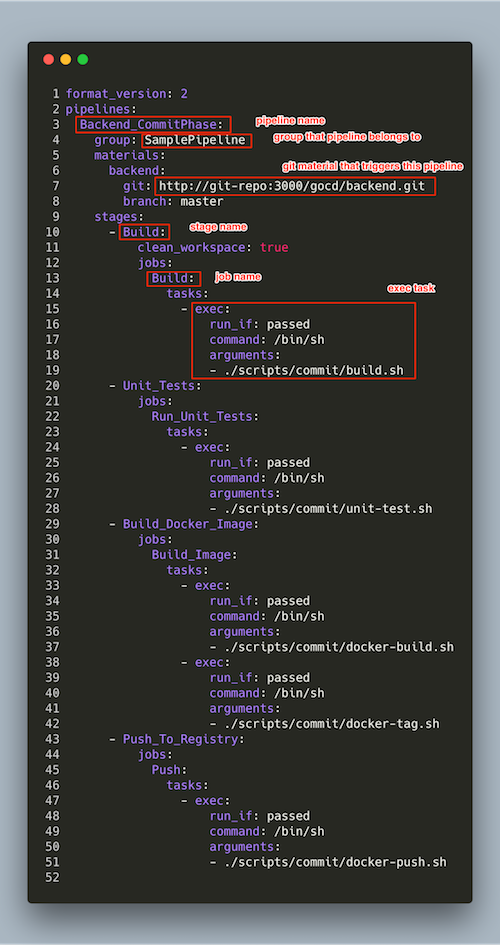 1 format_version: 2
2 pipelines:
3 Backend_CommitPhase: pipeline name
4 group: SamplePipeline group that pipeline belongs to
5 materials:
6 backend: git material that triggers this pipeline
7 git: http://git-repo:3000/gocd/backend.git
8 branch: master
9 stages:
10 - Build: stage name
11 clean_workspace: true
12 jobs:
13 Build: job name
14 tasks: exec task
15 - exec:
16 run_if: passed
17 command: /bin/sh
18 arguments:
19 - ./scripts/commit/build.sh
20 - Unit_Tests:
21 jobs:
22 Run_Unit_Tests:
23 tasks:
24 - exec:
25 run_if: passed
26 command: /bin/sh
27 arguments:
28 - ./scripts/commit/unit-test.sh
29 - Build_Docker_Image:
30 jobs:
31 Build_Image:
32 tasks:
33 - exec:
34 run_if: passed
35 command: /bin/sh
36 arguments:
37 - ./scripts/commit/docker-build.sh
38 - exec:
39 run_if: passed
40 command: /bin/sh
41 arguments:
42 - ./scripts/commit/docker-tag.sh
43 - Push_To_Registry:
44 jobs:
45 Push:
46 tasks:
47 - exec:
48 run_if: passed
49 command: /bin/sh
50 arguments:
51 - ./scripts/commit/docker-push.sh
52